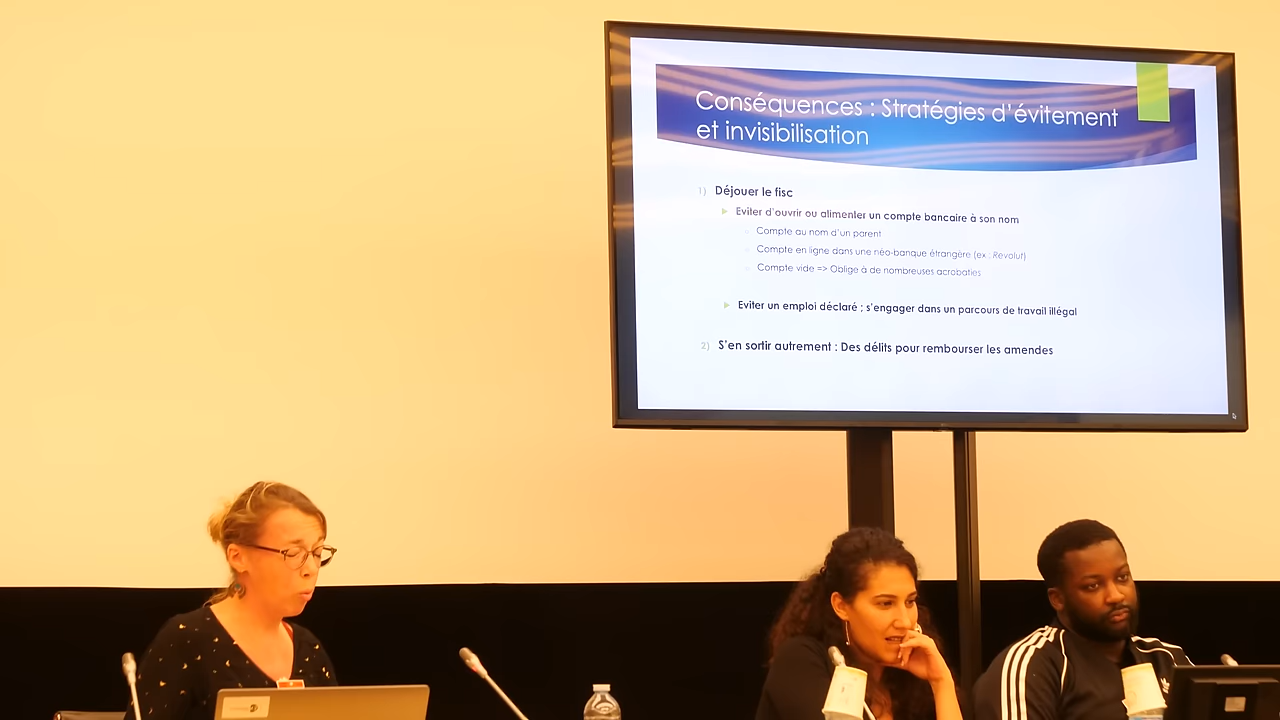 Conséquences : Stratégies d'évitement
et invisibilisation
1) Déjouer le fisc
Eviter d'ouvrir ou alimenter un compte bancaire à son nom
Compte au nom d'un parent
Compte en ligne dans une néo-banque étrangère (ex : Revolut)
Compte vide => Oblige à de nombreuses acrobaties
Eviter un emploi déclaré ; s'engager dans un parcours de travail illégal
2) S'en sortir autrement : Des délits pour rembourser les amendes